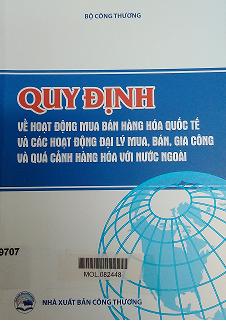 BỘ CÔNG THƯƠNG
QUY ĐỊNH
VỀ HOẠT ĐỘNG MUA BÁN HÀNG HÓA QUỐC TẾ
VÀ CÁC HOẠT ĐỘNG ĐẠI LÝ MUA, BÁN, GIA CÔNG
VÀ QUÁ CẢNH HÀNG HÓA VỚI NƯỚC NGOÀI
9707
MOL.082448
NHÀ XUẤT BẢN CÔNG THƯƠNG